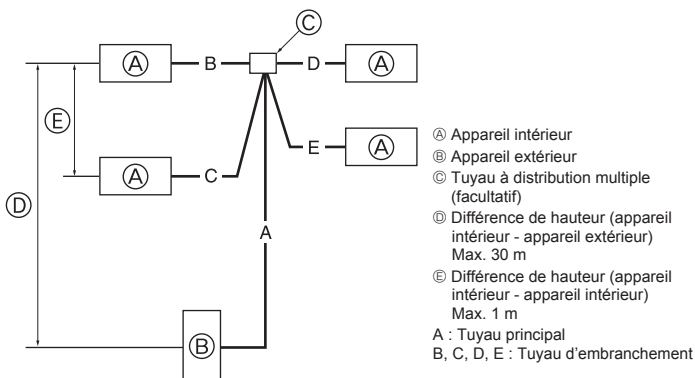 Ⓒ
Ⓐ B D Ⓐ
Ⓔ
Ⓐ C E Ⓐ
Ⓓ
A
Ⓑ
Ⓐ Appareil intérieur
Ⓑ Appareil extérieur
Ⓒ Tuyau à distribution multiple
(facultatif)
Ⓓ Différence de hauteur (appareil
intérieur - appareil extérieur)
Max. 30 m
Ⓔ Différence de hauteur (appareil
intérieur - appareil intérieur)
Max. 1 m
A : Tuyau principal
B, C, D, E : Tuyau d’embranchement